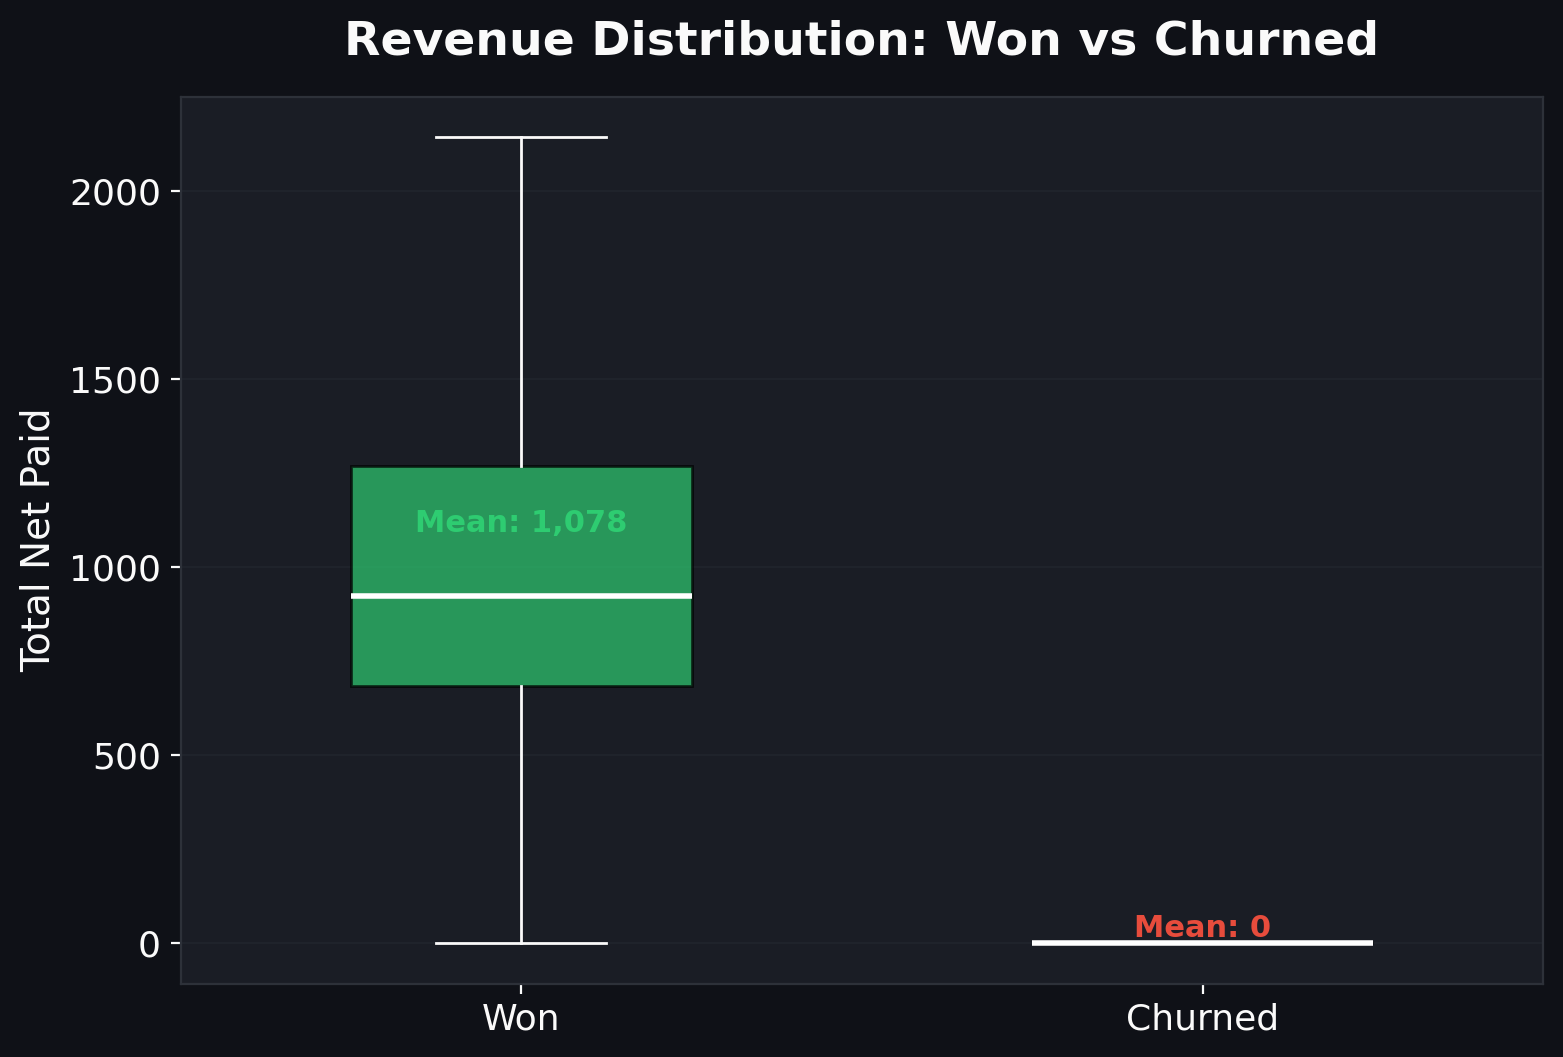 Revenue Distribution: Won vs Churned
Total Net Paid
2000
1500
1000
500
0
Mean: 1,078
Mean: 0
Won
Churned